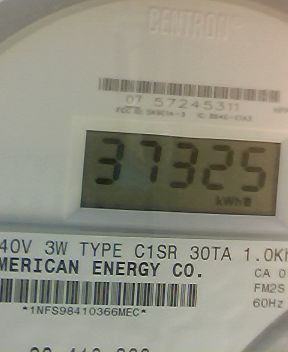 CENTRON
07 57245311
37325
kWh
40V 3W TYPE C1SR 30TA 1.0Kh
MERICAN ENERGY CO.
CA 0
FM2S
60Hz
*1NFS98410366MEC*